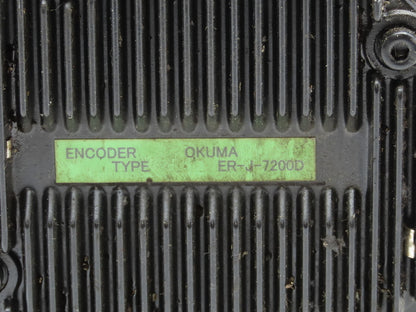 ENCODER OKUMA
TYPE ER-J-7200D